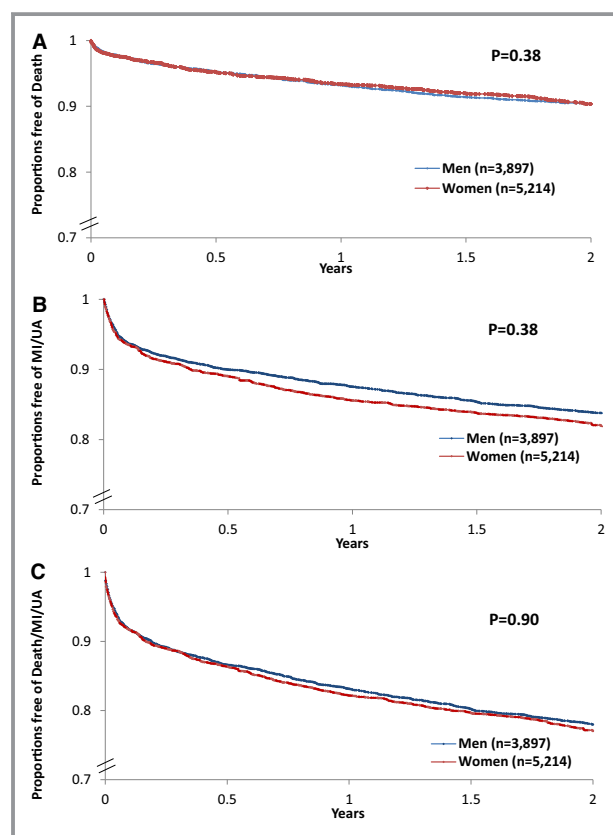 A
Proportions free of Death
1
0.9
0.8
0.7
P=0.38
Men (n=3,897)
Women (n=5,214)
0 0.5 1 1.5 2
Years
B
Proportions free of MI/UA
1
0.9
0.8
0.7
P=0.38
Men (n=3,897)
Women (n=5,214)
0 0.5 1 1.5 2
Years
C
Proportions free of Death/MI/UA
1
0.9
0.8
0.7
P=0.90
Men (n=3,897)
Women (n=5,214)
0 0.5 1 1.5 2
Years